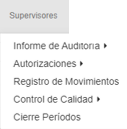 Supervisores
Informe de Auditoria
Autorizaciones
Registro de Movimientos
Control de Calidad
Cierre Períodos